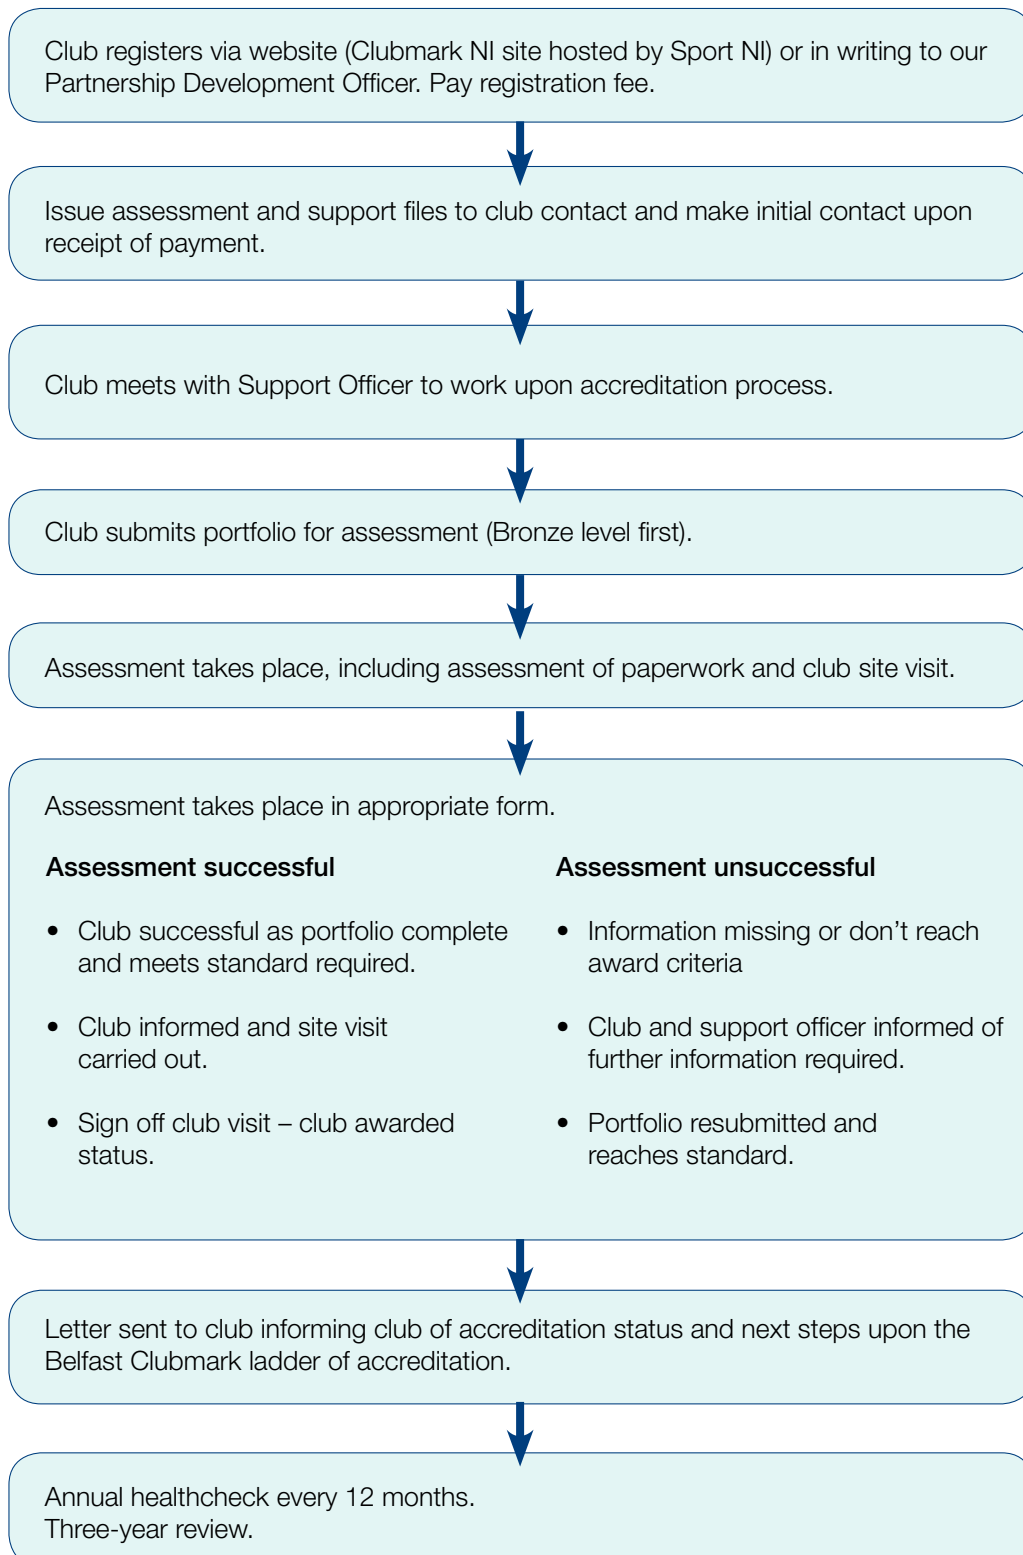 Club registers via website (Clubmark NI site hosted by Sport NI) or in writing to our
Partnership Development Officer. Pay registration fee.
Issue assessment and support files to club contact and make initial contact upon
receipt of payment.
Club meets with Support Officer to work upon accreditation process.
Club submits portfolio for assessment (Bronze level first).
Assessment takes place, including assessment of paperwork and club site visit.
Assessment takes place in appropriate form.
Assessment successful
• Club successful as portfolio complete
and meets standard required.
• Club informed and site visit
carried out.
• Sign off club visit – club awarded
status.
Assessment unsuccessful
• Information missing or don’t reach
award criteria
• Club and support officer informed of
further information required.
• Portfolio resubmitted and
reaches standard.
Letter sent to club informing club of accreditation status and next steps upon the
Belfast Clubmark ladder of accreditation.
Annual healthcheck every 12 months.
Three-year review.